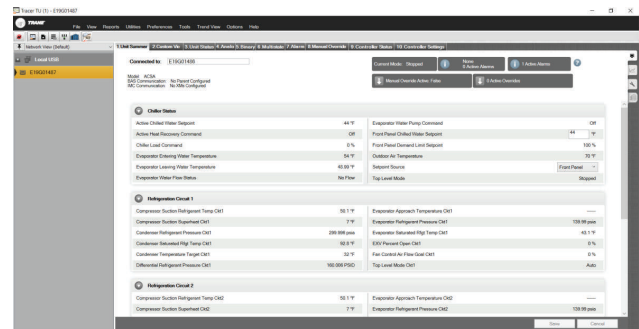 Tracer TU (1) - E19G01487
TRANE
File View Reports Utilities Preferences Tools Trend View Options Help
Network View (Default)
1 Unit Summary 2 Custom Vie 3 Unit Status 4 Analo 5 Binary 6 Multistate 7 Alarm 8 Manual Override 9 Controller Status 10 Controller Settings
Local USB
E19G01487
Connected to: E19G01488
Current Mode: Stopped
None
0 Active Alarms
1 Active Alarms
Model ACSA
BAS Communication: No Parent Configured
IMC Communication: No XMs Configured
Manual Override Active: False
0 Active Overrides
Chiller Status
Active Chilled Water Setpoint 44 °F
Evaporator Water Pump Command Off
Active Heat Recovery Command Off
Front Panel Chilled Water Setpoint 44 °F
Chiller Load Command 0 %
Front Panel Demand Limit Setpoint 100 %
Evaporator Entering Water Temperature 54 °F
Outdoor Air Temperature 70 °F
Evaporator Leaving Water Temperature 43.99 °F
Setpoint Source Front Panel
Evaporator Water Flow Status No Flow
Top Level Mode Stopped
Refrigeration Circuit 1
Compressor Suction Refrigerant Temp Ckt1 50.1 °F
Evaporator Approach Temperature Ckt1 -----
Compressor Suction Superheat Ckt1 7 °F
Evaporator Refrigerant Pressure Ckt1 139.99 psia
Condenser Refrigerant Pressure Ckt1 299.996 psia
Evaporator Saturated Rfgt Temp Ckt1 43.1 °F
Condenser Saturated Rfgt Temp Ckt1
EXV Percent Open Ckt1 0 %
Condenser Temperature Target Ckt1 32 °F
Fan Control Air Flow Goal Ckt1 0 %
Differential Refrigerant Pressure Ckt1 160.006 PSID
Top Level Mode Ckt1 Auto
Refrigeration Circuit 2
Compressor Suction Refrigerant Temp Ckt2 50.1 °F
Evaporator Approach Temperature Ckt2 -----
Compressor Suction Superheat Ckt2 7 °F
Evaporator Refrigerant Pressure Ckt2 139.99 psia
Save Cancel